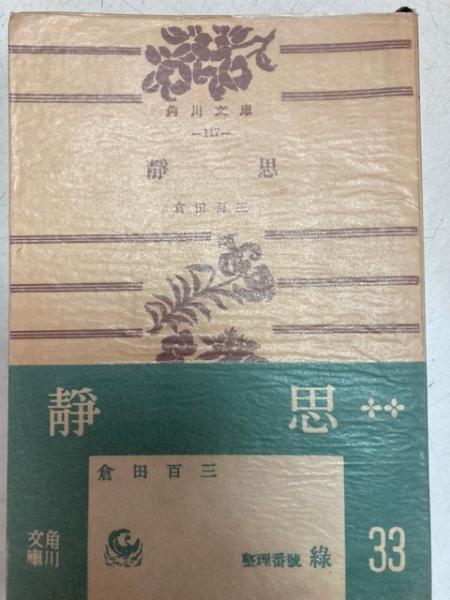 角川文庫
—117—
靜思
倉田百三
靜思
倉田百三
角川文庫
整理番號 綠 33